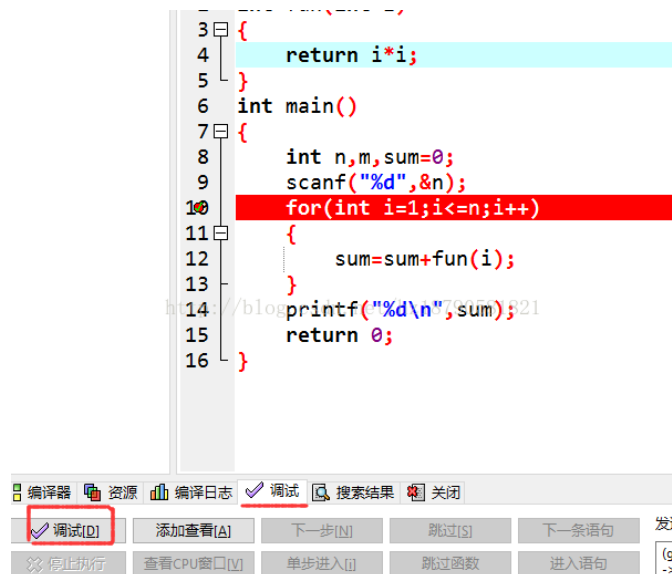 3 {
4 return i*i;
5 }
6 int main()
7 {
8 int n,m,sum=0;
9 scanf("%d",&n);
10 for(int i=1;i<=n;i++)
11 {
12 sum=sum+fun(i);
13 }
14 printf("%d\n",sum);
15 return 0;
16 }
编译器 资源 编译日志 调试 搜索结果 关闭
调试[D] 添加查看[A] 下一步[N] 跳过[S] 下一条语句
停止执行 查看CPU窗口[V] 单步进入[i] 跳过函数 进入语句